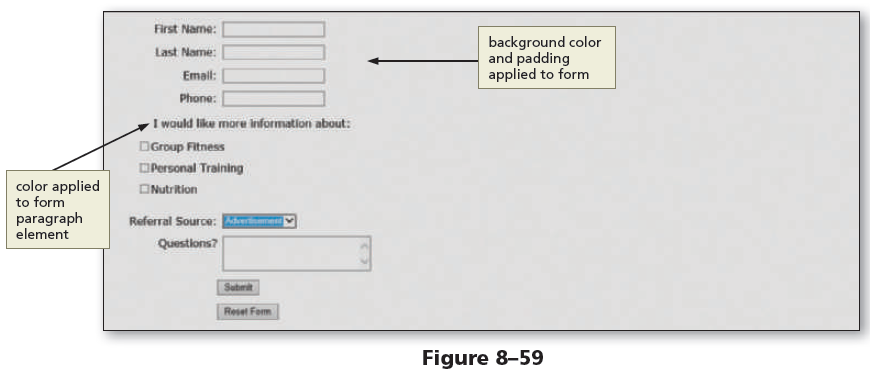 First Name:
Last Name:
Email:
Phone:
background color
and padding
applied to form
I would like more information about:
Group Fitness
Personal Training
Nutrition
color applied
to form
paragraph
element
Referral Source: Advertisement
Questions?
Submit
Reset Form
Figure 8–59